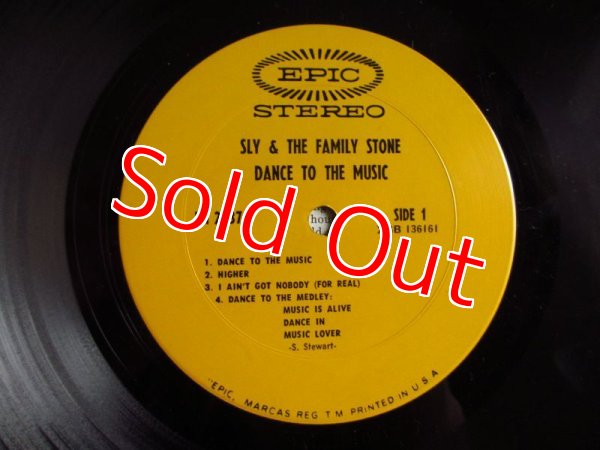 EPIC
STEREO
SLY & THE FAMILY STONE
DANCE TO THE MUSIC
Sold Out
SIDE 1
136161
1. DANCE TO THE MUSIC
2. HIGHER
3. I AIN'T GOT NOBODY (FOR REAL)
4. DANCE TO THE MEDLEY:
MUSIC IS ALIVE
DANCE IN
MUSIC LOVER
-S. Stewart-
"EPIC," MARCAS REG. T M PRINTED IN U.S.A